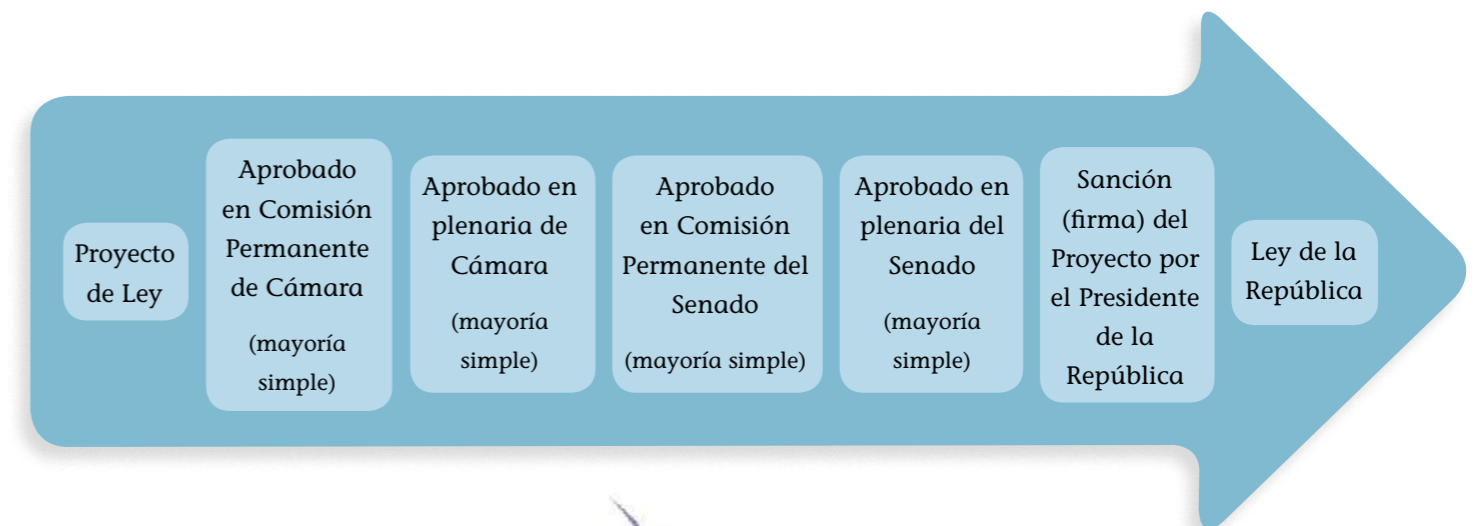 Proyecto
de Ley
Aprobado
en Comisión
Permanente
de Cámara
(mayoría
simple)
Aprobado en
plenaria de
Cámara
(mayoría
simple)
Aprobado
en Comisión
Permanente del
Senado
(mayoría simple)
Aprobado en
plenaria del
Senado
(mayoría
simple)
Sanción
(firma) del
Proyecto por
el Presidente
de la
República
Ley de la
República